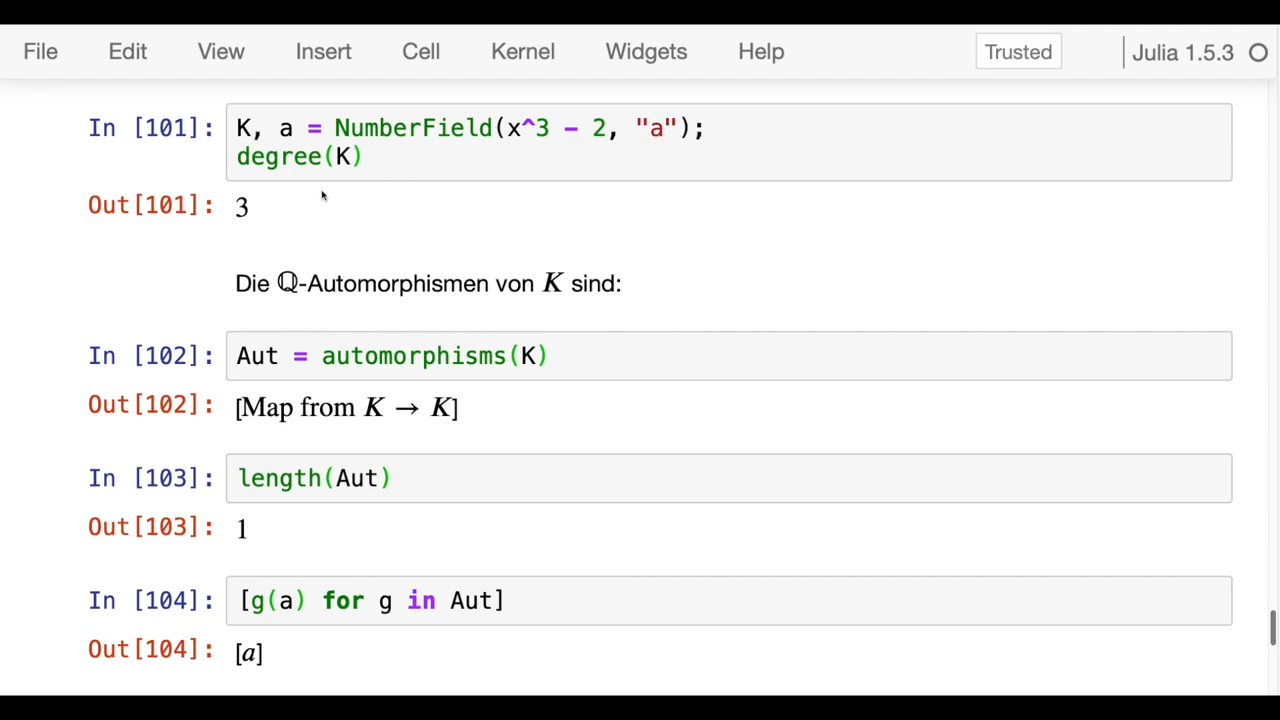 File Edit View Insert Cell Kernel Widgets Help Trusted Julia 1.5.3
In [101]: K, a = NumberField(x^3 - 2, "a");
degree(K)
Out[101]: 3
Die ℚ-Automorphismen von K sind:
In [102]: Aut = automorphisms(K)
Out[102]: [Map from K → K]
In [103]: length(Aut)
Out[103]: 1
In [104]: [g(a) for g in Aut]
Out[104]: [a]